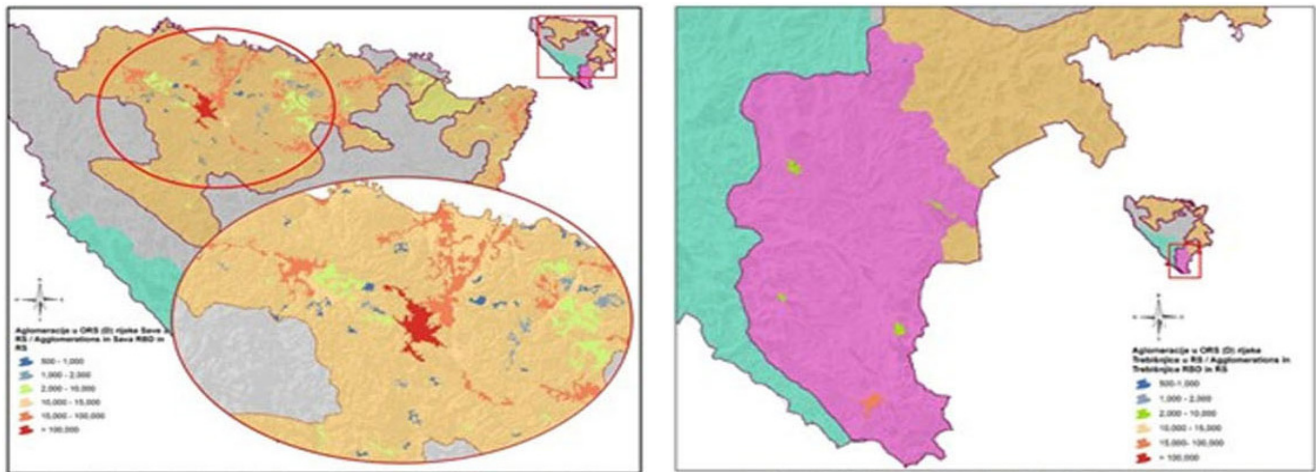 Aglomeracije u ORS (D) rijeke Sava u
RS / Agglomerations in Sava RBD in
RS
500 - 1,000
1,000 - 2,000
2,000 - 10,000
10,000 - 15,000
15,000 - 100,000
> 100,000
Aglomeracije u ORS (D) rijeke
Trebišnjice u RS / Agglomerations in
Trebišnjice RBD in RS
500-1,000
1,000 - 2,000
2,000 - 10,000
10,000 - 15,000
15,000- 100,000
> 100,000